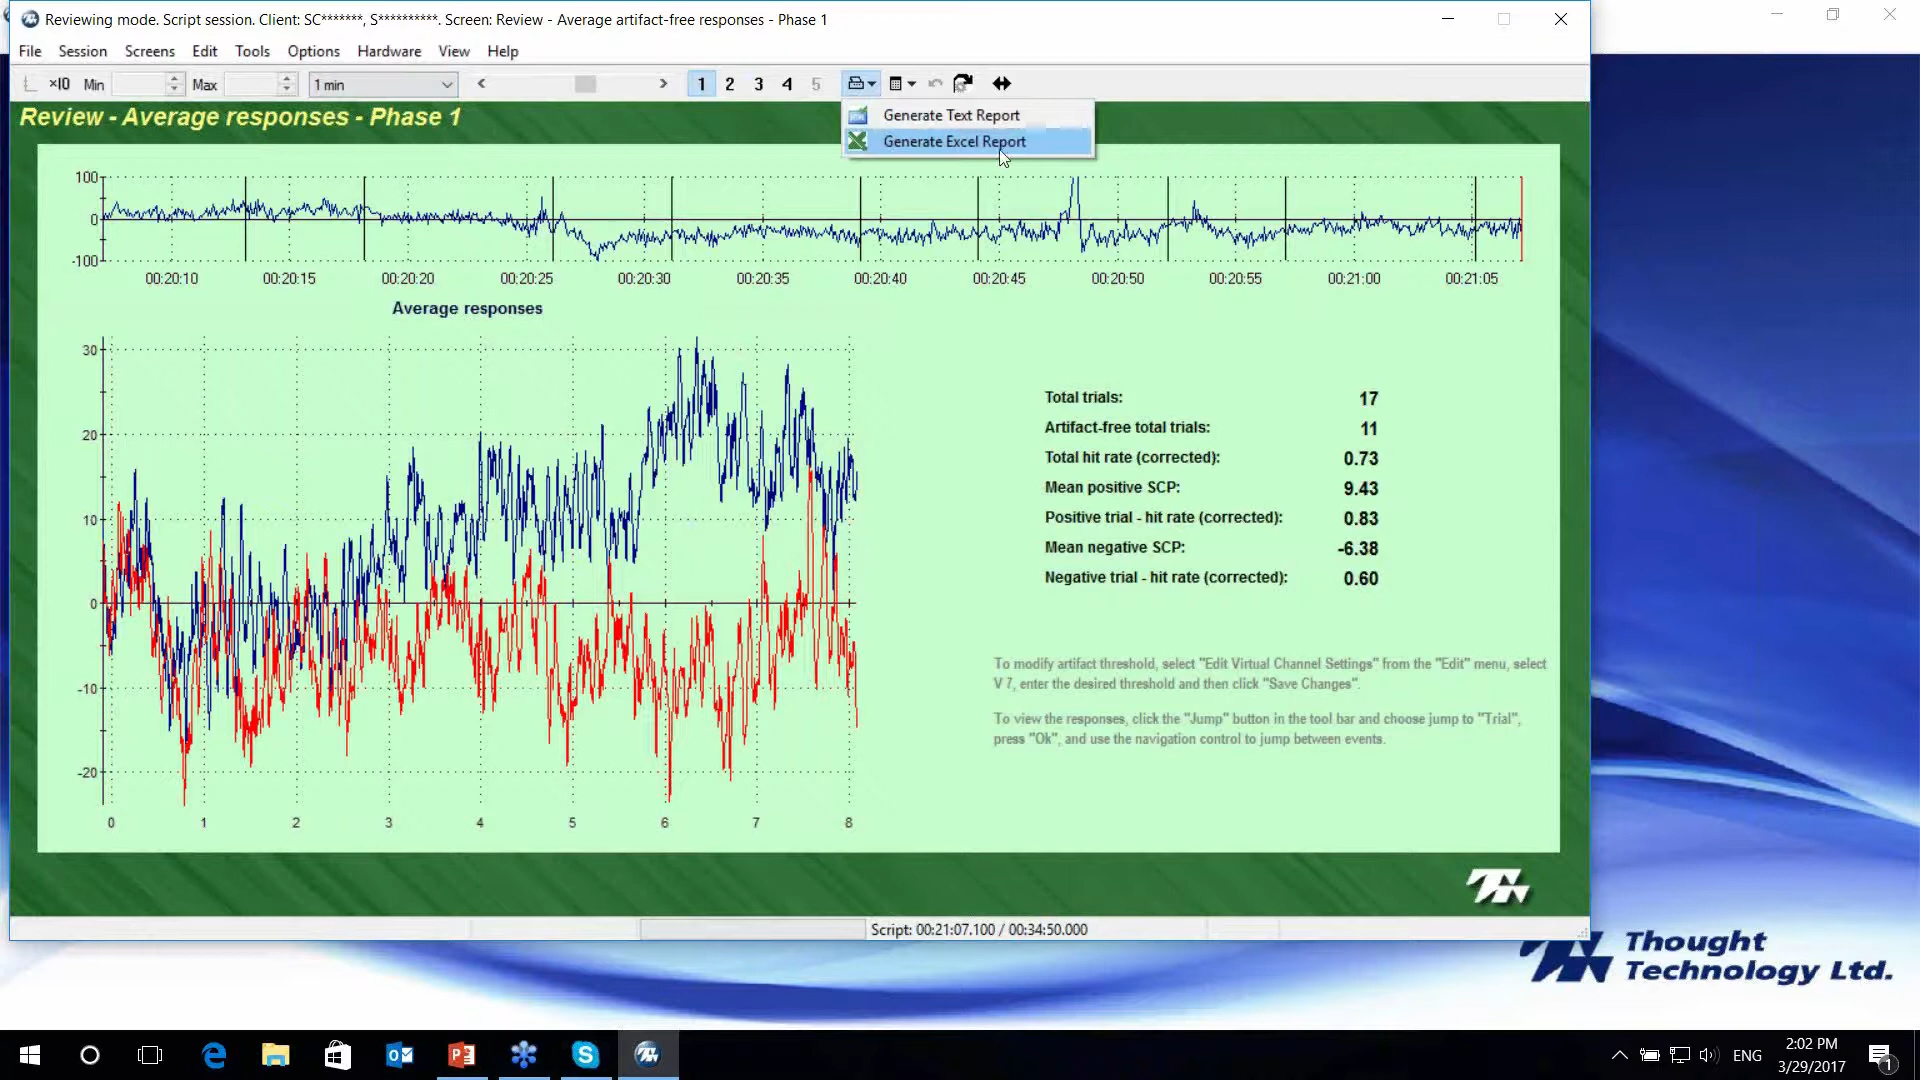 Reviewing mode. Script session. Client: SC*******, S**********. Screen: Review - Average artifact-free responses - Phase 1
File Session Screens Edit Tools Options Hardware View Help
×10 Min Max 1 min < > 1 2 3 4 5
Generate Text Report
Generate Excel Report
Review - Average responses - Phase 1
100
0
-100
00:20:10 00:20:15 00:20:20 00:20:25 00:20:30 00:20:35 00:20:40 00:20:45 00:20:50 00:20:55 00:21:00 00:21:05
Average responses
30
20
10
0
-10
-20
0 1 2 3 4 5 6 7 8
Total trials: 17
Artifact-free total trials: 11
Total hit rate (corrected): 0.73
Mean positive SCP: 9.43
Positive trial - hit rate (corrected): 0.83
Mean negative SCP: -6.38
Negative trial - hit rate (corrected): 0.60
To modify artifact threshold, select "Edit Virtual Channel Settings" from the "Edit" menu, select
V 7, enter the desired threshold and then click "Save Changes".
To view the responses, click the "Jump" button in the tool bar and choose jump to "Trial",
press "Ok", and use the navigation control to jump between events.
Script: 00:21:07.100 / 00:34:50.000
Thought
Technology Ltd.
ENG
2:02 PM
3/29/2017
1